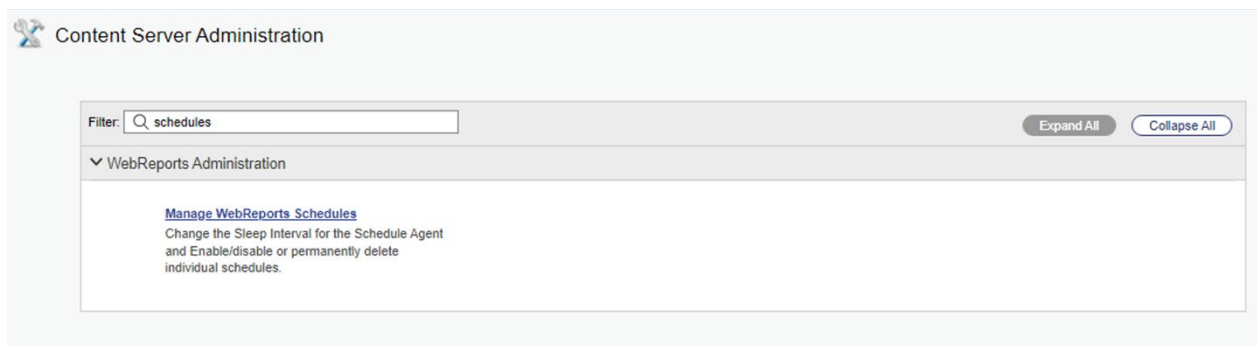 Content Server Administration
Filter: schedules
Expand All
Collapse All
WebReports Administration
Manage WebReports Schedules
Change the Sleep Interval for the Schedule Agent
and Enable/disable or permanently delete
individual schedules.